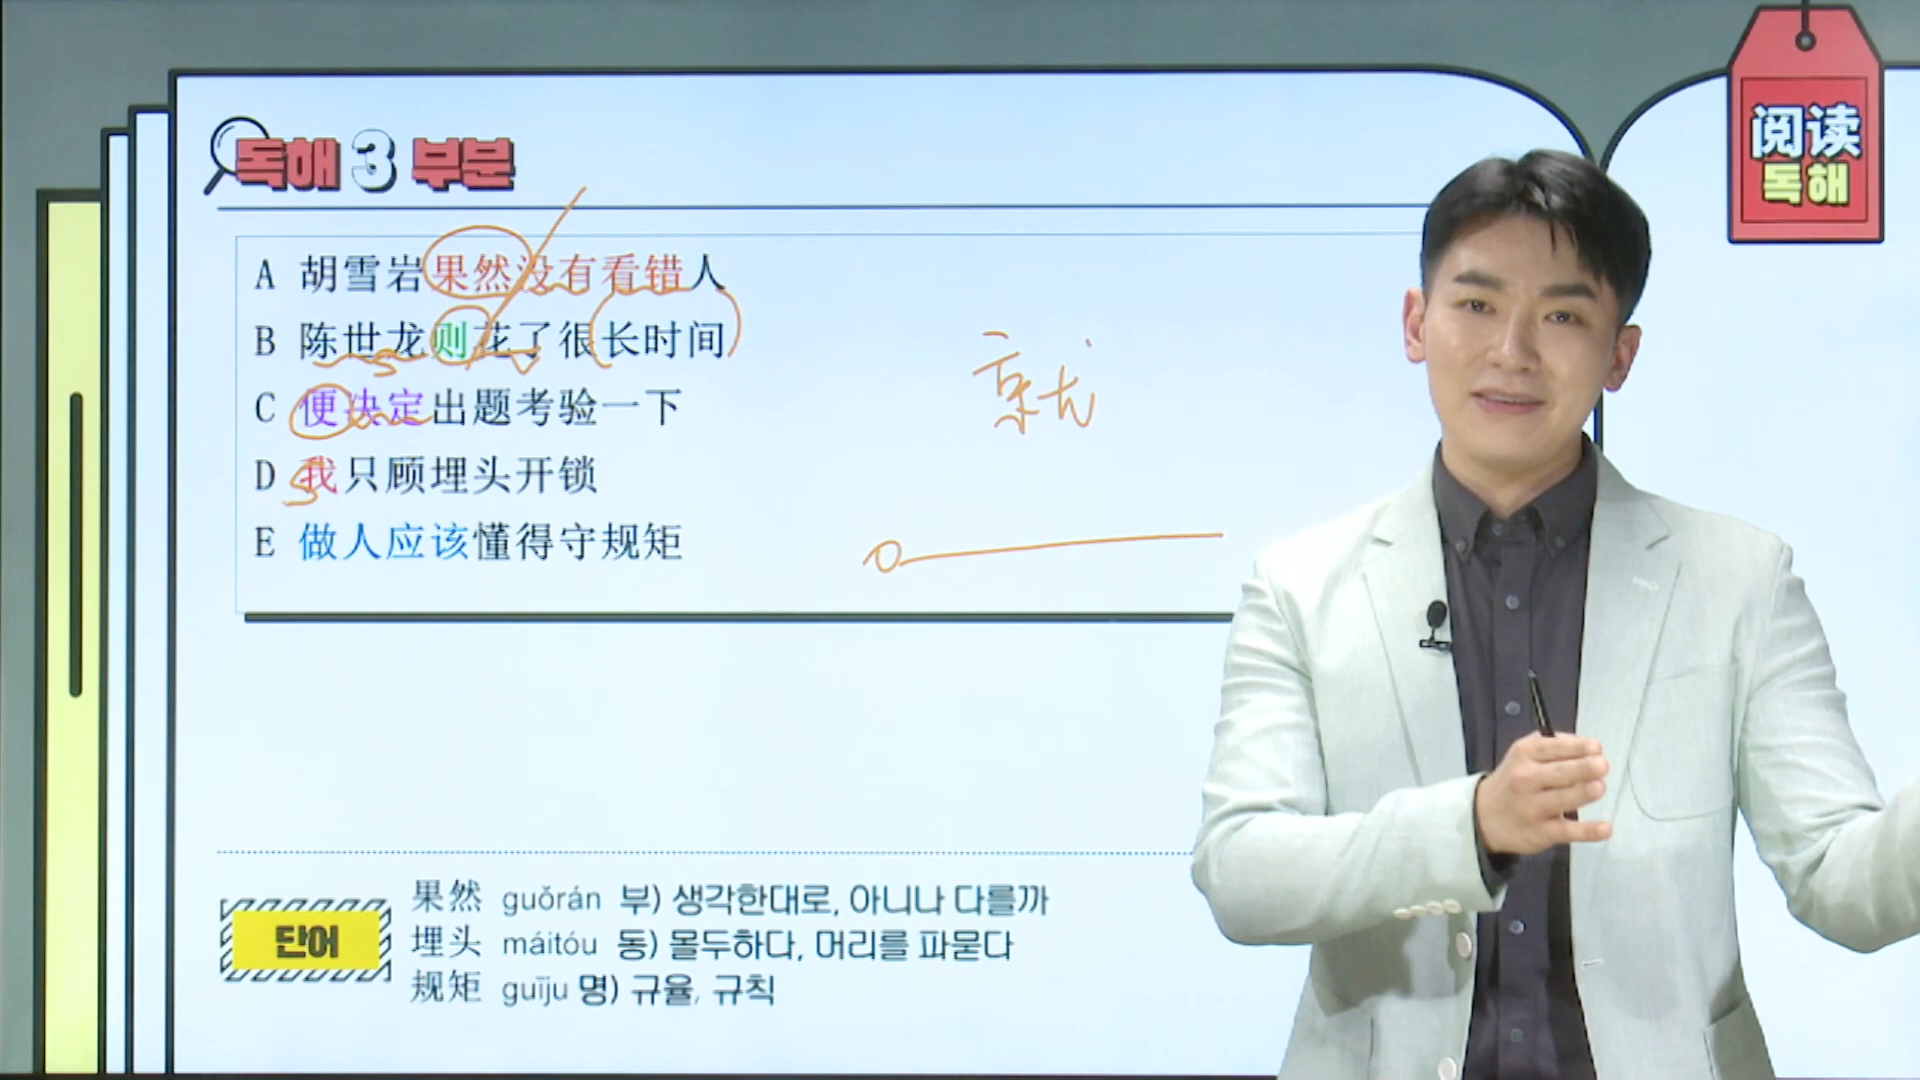 독해 3 부분
阅读
독해
A 胡雪岩果然没有看错人
B 陈世龙则花了很长时间
C 便决定出题考验一下
D 我只顾埋头开锁
E 做人应该懂得守规矩
就
단어
果然 guǒrán 부) 생각한대로, 아니나 다를까
埋头 máitóu 동) 몰두하다, 머리를 파묻다
规矩 guīju 명) 규율, 규칙